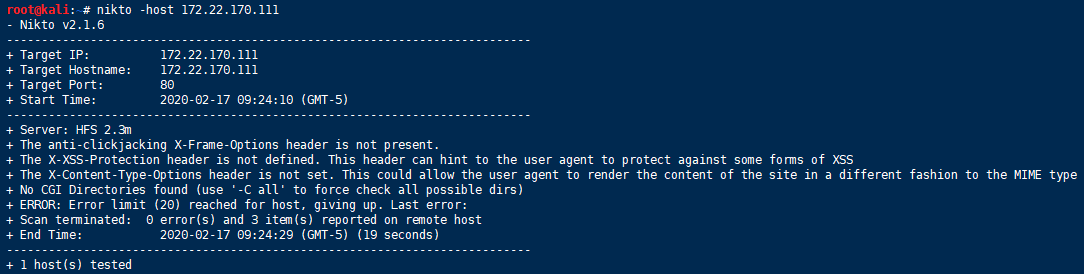 root@kali:~# nikto -host 172.22.170.111
- Nikto v2.1.6
---------------------------------------------------------------------------
+ Target IP:          172.22.170.111
+ Target Hostname:    172.22.170.111
+ Target Port:        80
+ Start Time:         2020-02-17 09:24:10 (GMT-5)
---------------------------------------------------------------------------
+ Server: HFS 2.3m
+ The anti-clickjacking X-Frame-Options header is not present.
+ The X-XSS-Protection header is not defined. This header can hint to the user agent to protect against some forms of XSS
+ The X-Content-Type-Options header is not set. This could allow the user agent to render the content of the site in a different fashion to the MIME type
+ No CGI Directories found (use '-C all' to force check all possible dirs)
+ ERROR: Error limit (20) reached for host, giving up. Last error:
+ Scan terminated:  0 error(s) and 3 item(s) reported on remote host
+ End Time:           2020-02-17 09:24:29 (GMT-5) (19 seconds)
---------------------------------------------------------------------------
+ 1 host(s) tested